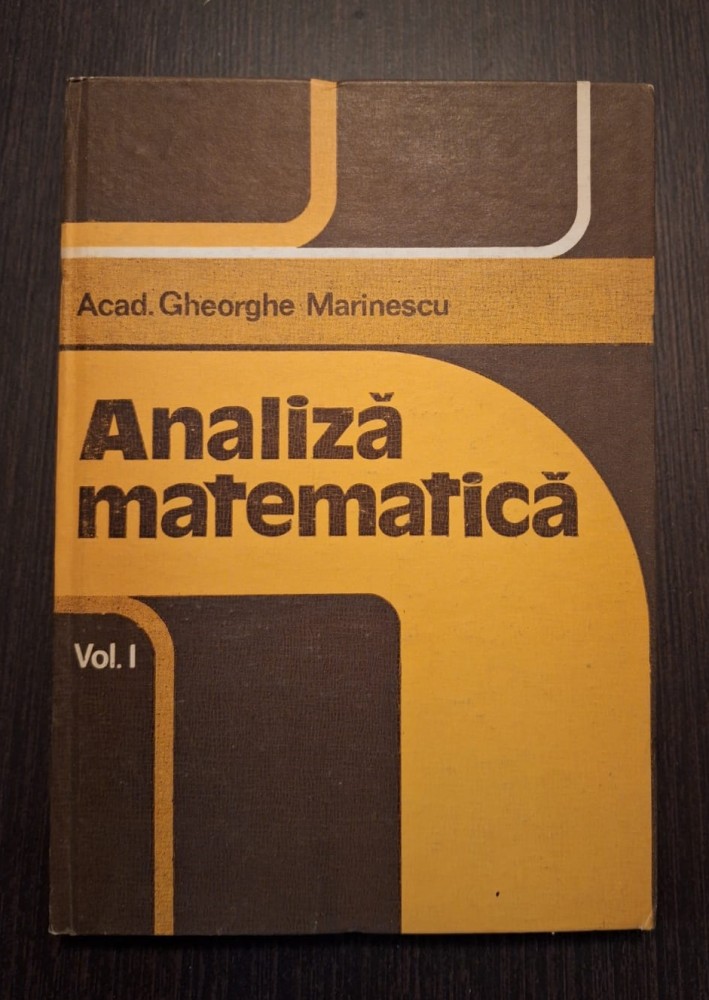 Acad. Gheorghe Marinescu
Analiză
matematică
Vol. I